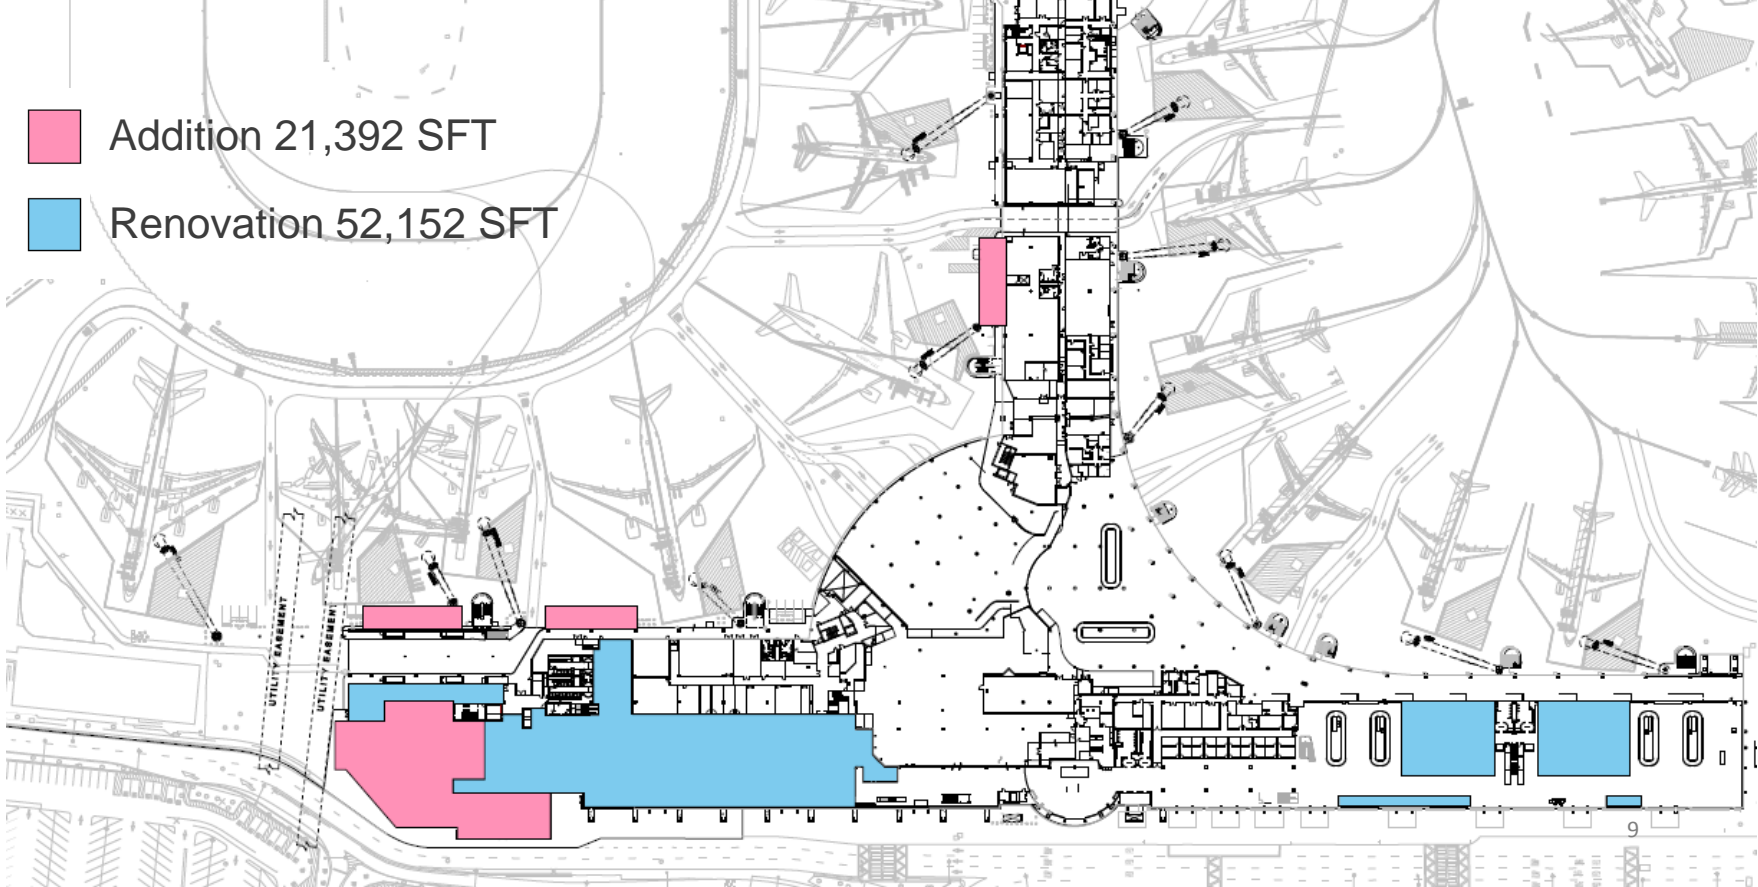 Addition 21,392 SFT
Renovation 52,152 SFT
UTILITY EASEMENT
UTILITY EASEMENT
9